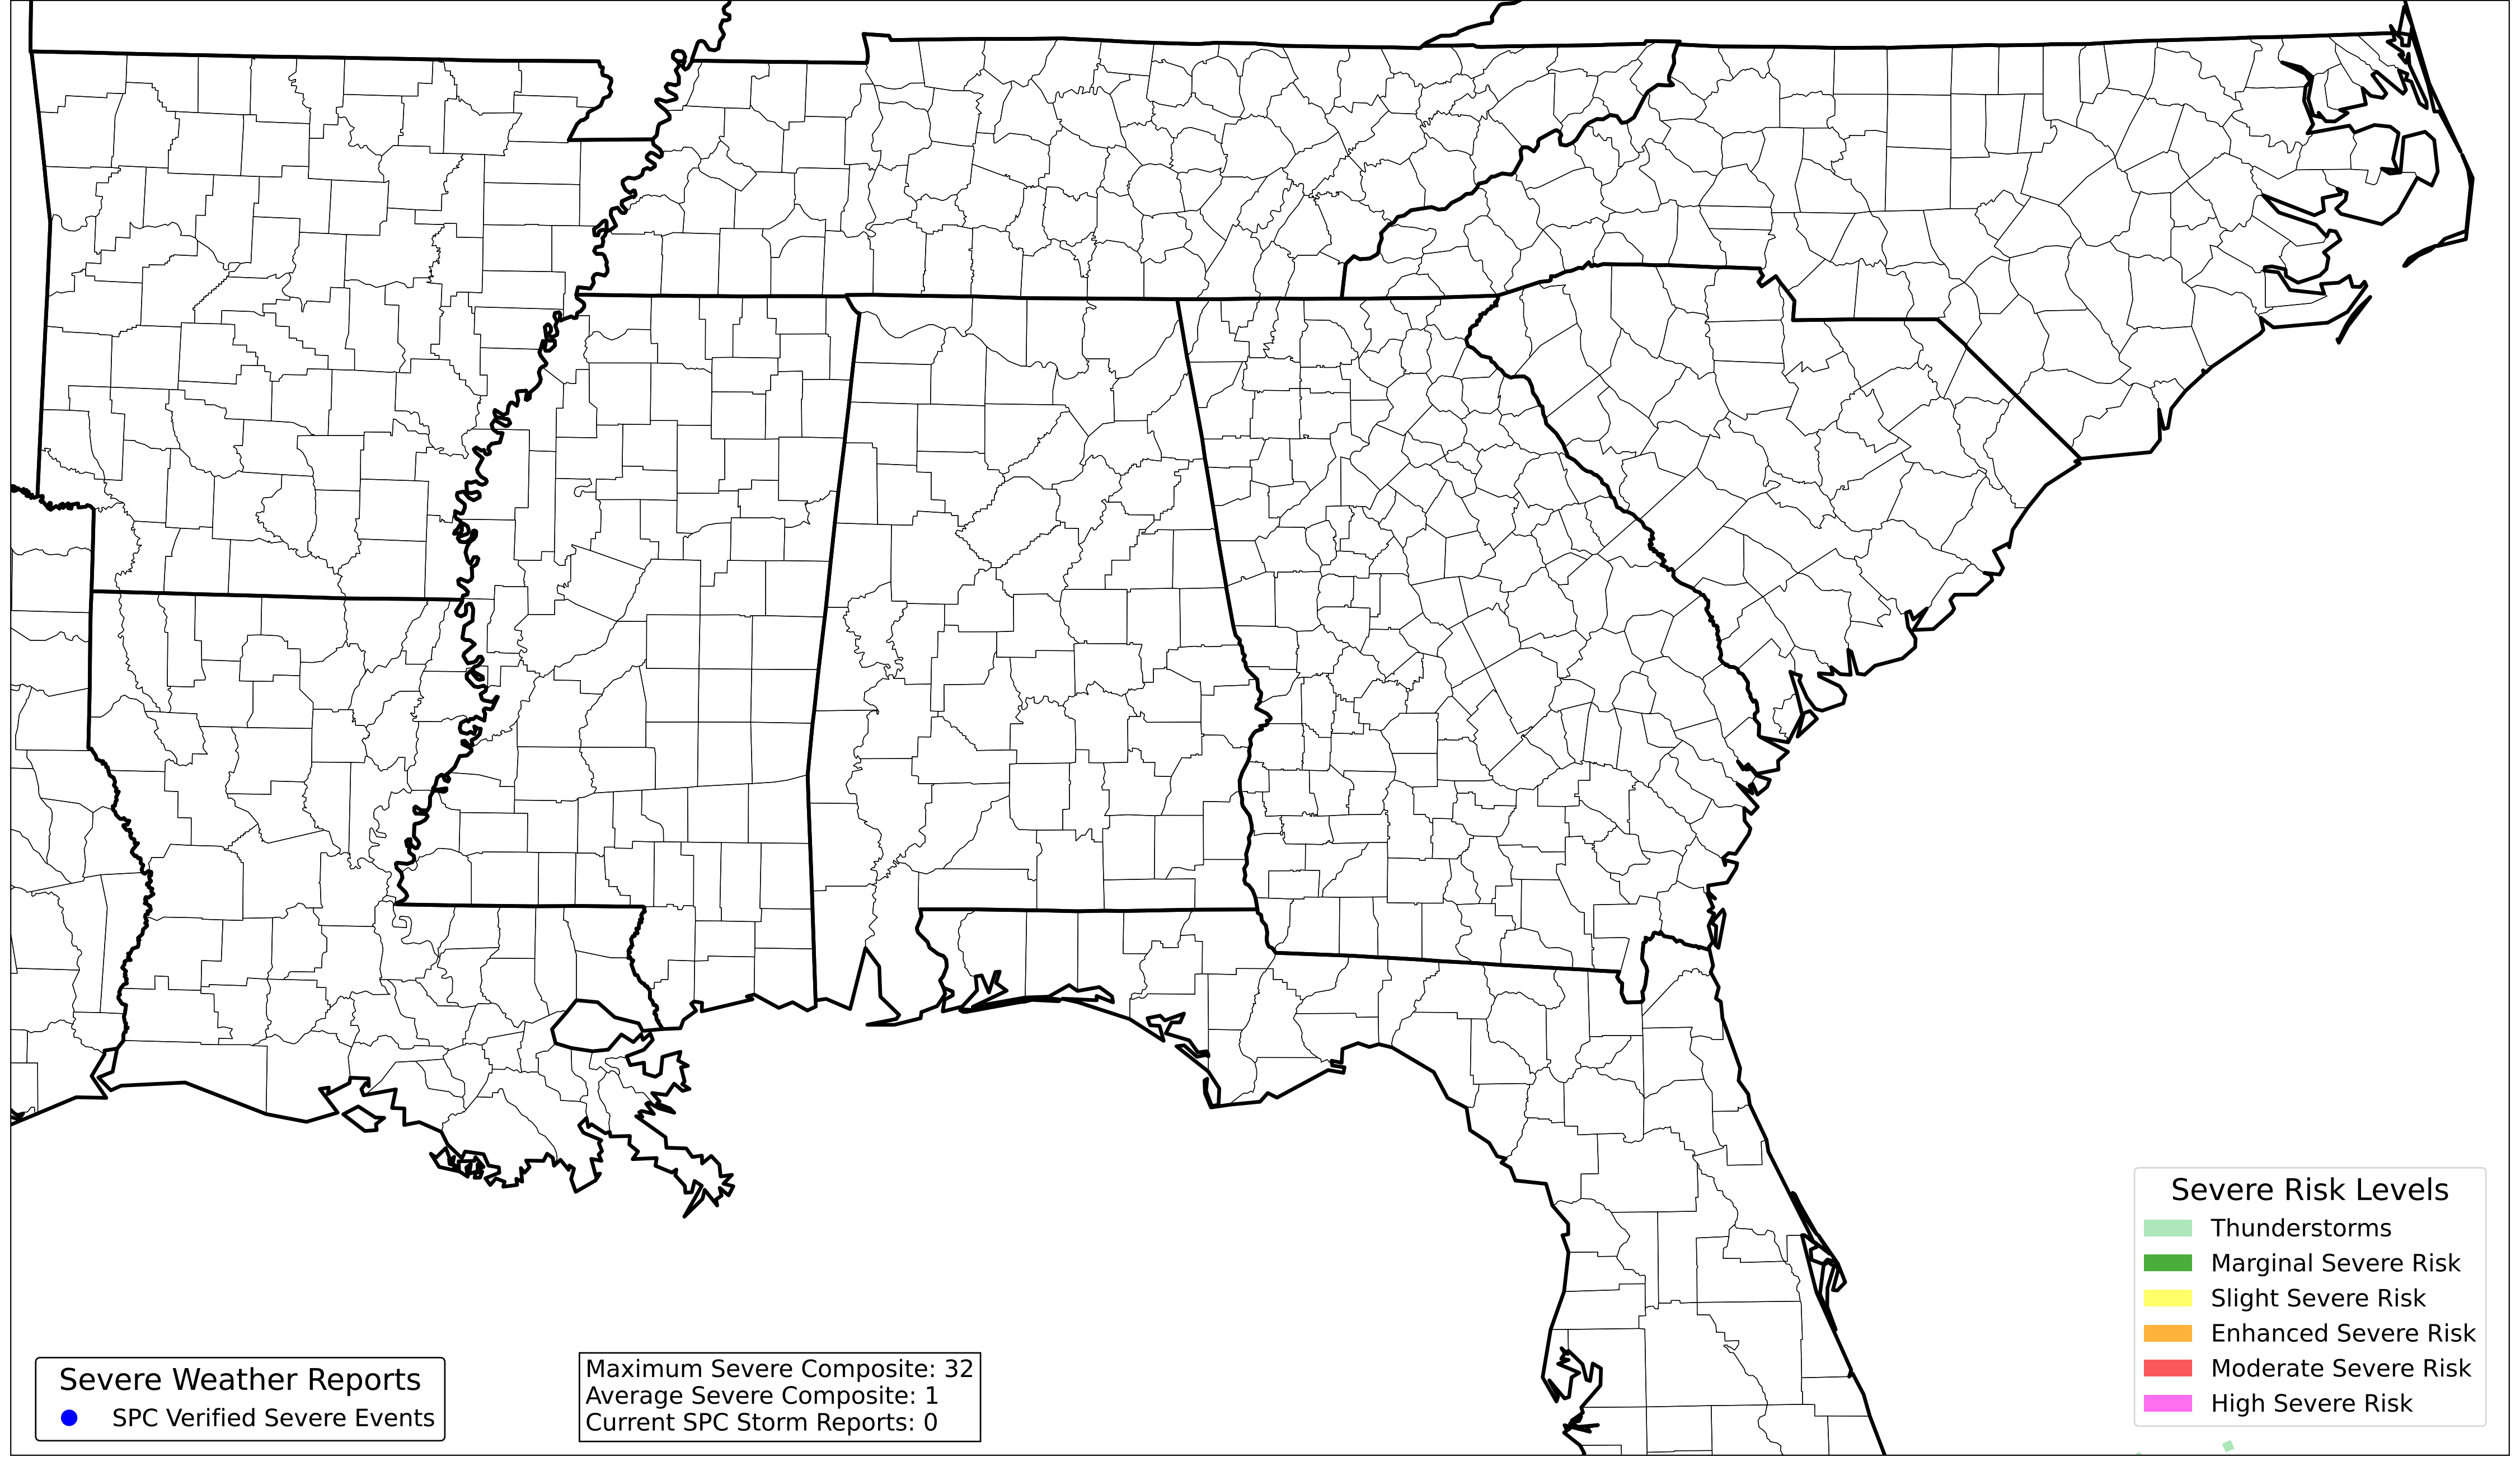 Severe Risk Levels
Thunderstorms
Marginal Severe Risk
Slight Severe Risk
Enhanced Severe Risk
Moderate Severe Risk
High Severe Risk
Severe Weather Reports
SPC Verified Severe Events
Maximum Severe Composite: 32
Average Severe Composite: 1
Current SPC Storm Reports: 0